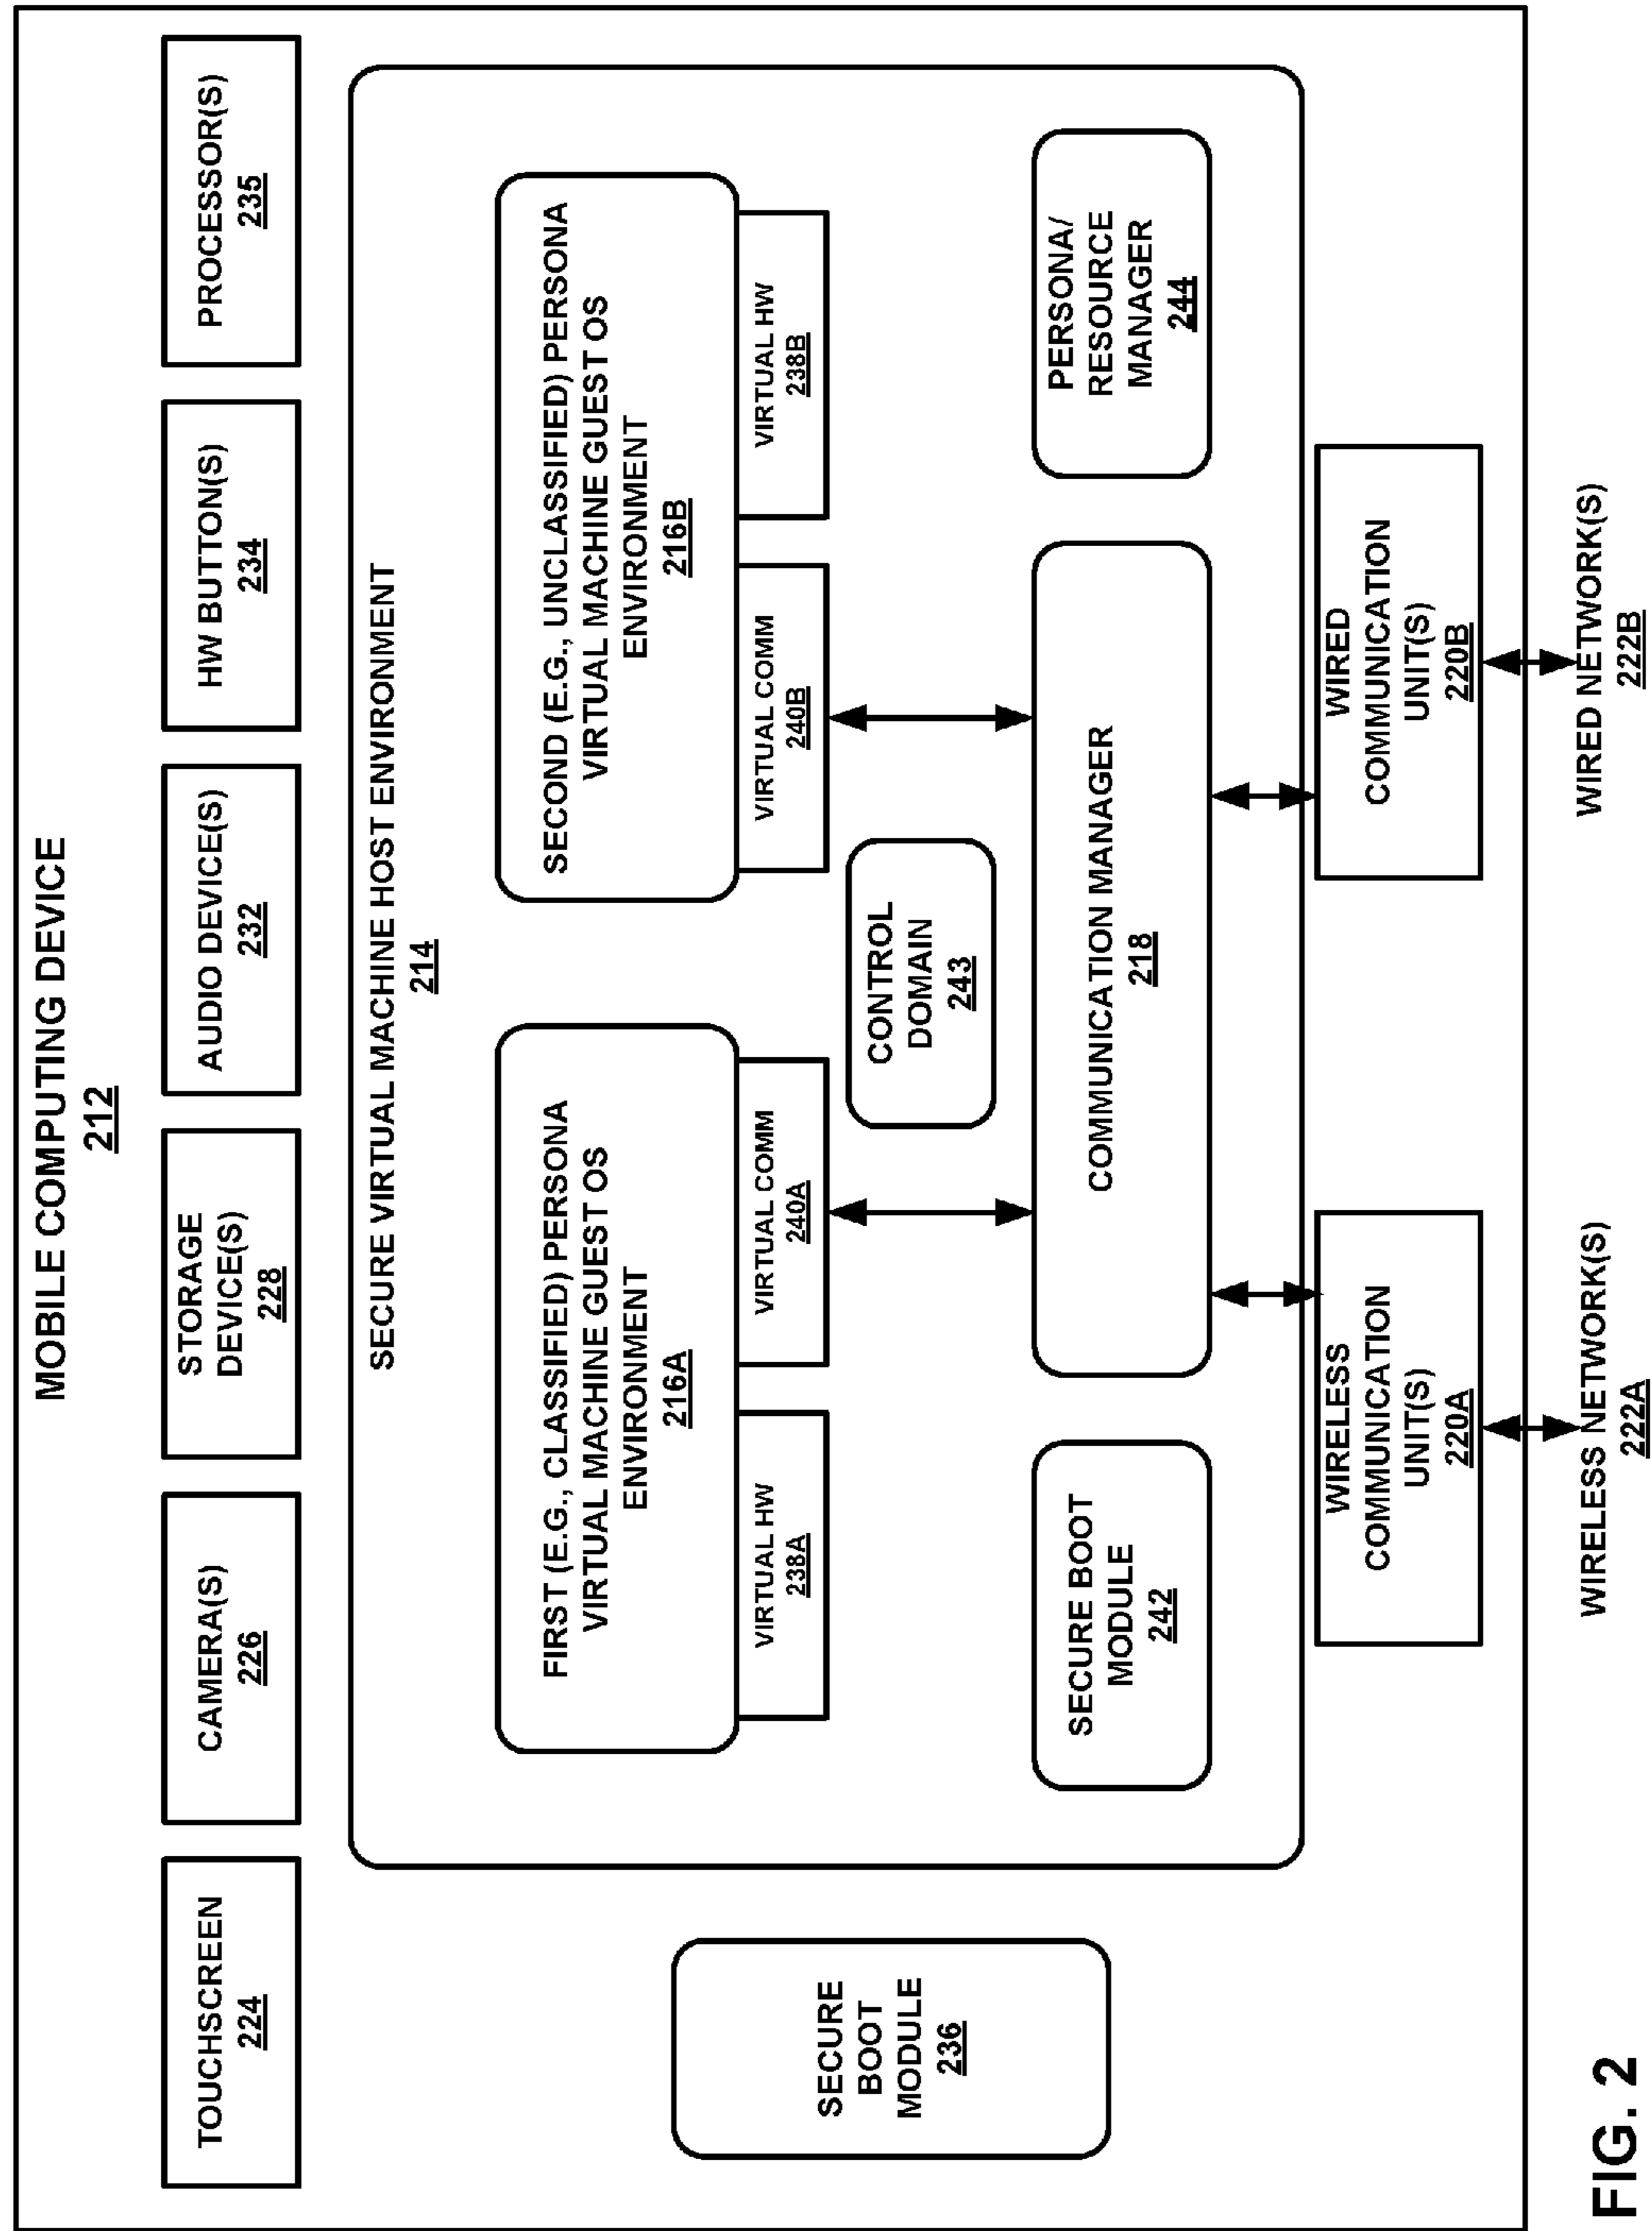 MOBILE COMPUTING DEVICE
212
TOUCHSCREEN
224
CAMERA(S)
226
STORAGE
DEVICE(S)
228
AUDIO DEVICE(S)
232
HW BUTTON(S)
234
PROCESSOR(S)
235
SECURE VIRTUAL MACHINE HOST ENVIRONMENT
214
FIRST (E.G., CLASSIFIED) PERSONA
VIRTUAL MACHINE GUEST OS
ENVIRONMENT
216A
VIRTUAL HW
238A
VIRTUAL COMM
240A
SECOND (E.G., UNCLASSIFIED) PERSONA
VIRTUAL MACHINE GUEST OS
ENVIRONMENT
216B
VIRTUAL COMM
240B
VIRTUAL HW
238B
CONTROL
DOMAIN
243
SECURE
BOOT
MODULE
236
SECURE BOOT
MODULE
242
COMMUNICATION MANAGER
218
PERSONA/
RESOURCE
MANAGER
244
WIRELESS
COMMUNICATION
UNIT(S)
220A
WIRED
COMMUNICATION
UNIT(S)
220B
WIRELESS NETWORK(S)
222A
WIRED NETWORK(S)
222B
FIG. 2